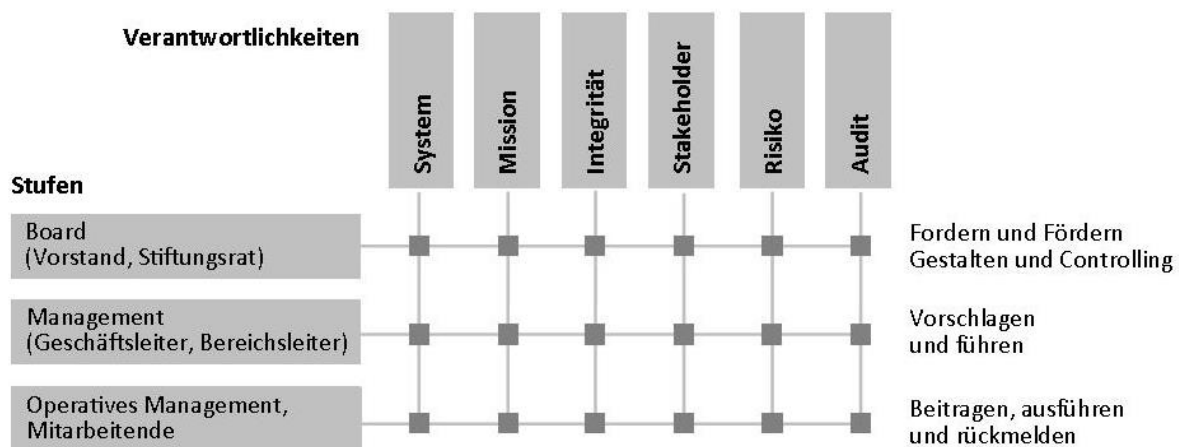 Verantwortlichkeiten
System
Mission
Integrität
Stakeholder
Risiko
Audit
Stufen
Board
(Vorstand, Stiftungsrat)
Fordern und Fördern
Gestalten und Controlling
Management
(Geschäftsleiter, Bereichsleiter)
Vorschlagen
und führen
Operatives Management,
Mitarbeitende
Beitragen, ausführen
und rückmelden